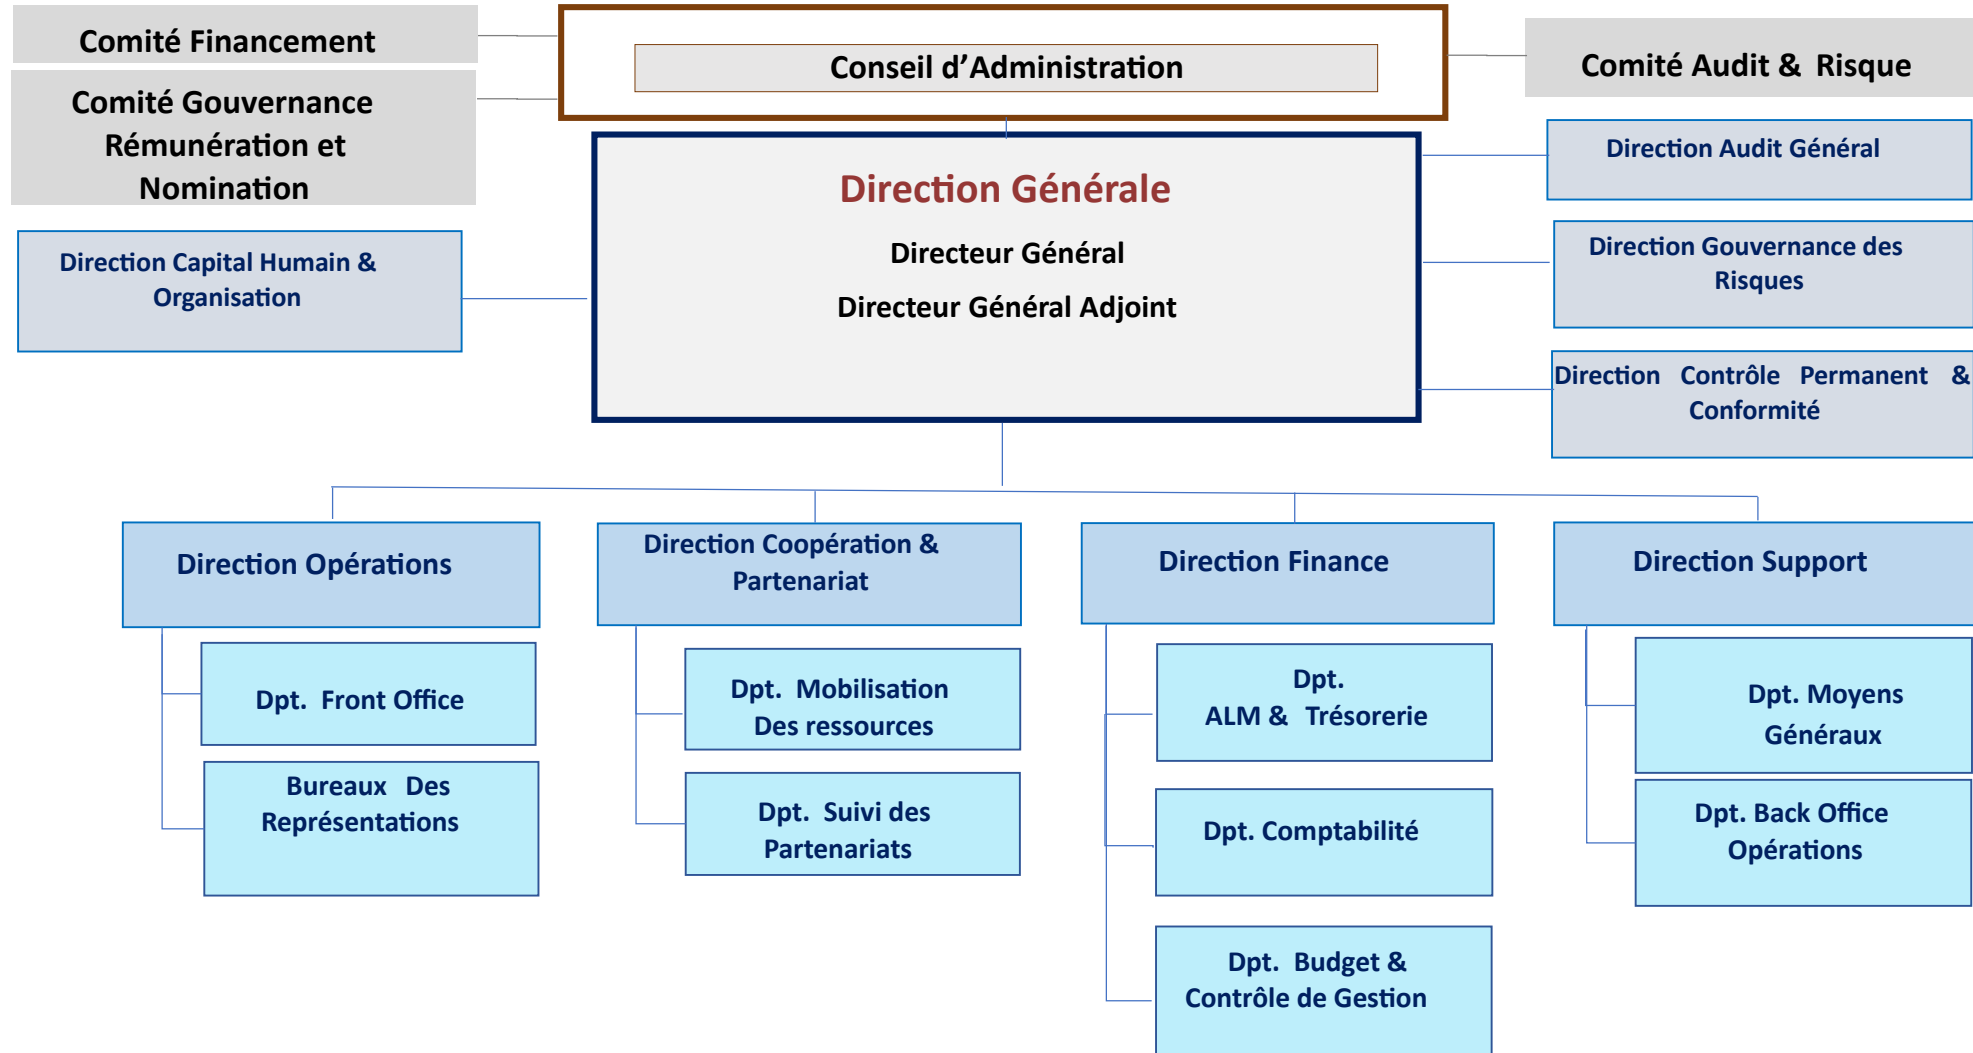 Comité Financement
Conseil d’Administration
Comité Audit & Risque
Comité Gouvernance
Rémunération et
Nomination
Direction Générale
Directeur Général
Directeur Général Adjoint
Direction Audit Général
Direction Gouvernance des
Risques
Direction Capital Humain &
Organisation
Direction Contrôle Permanent &
Conformité
Direction Opérations
Direction Coopération &
Partenariat
Direction Finance
Direction Support
Dpt. Front Office
Bureaux Des
Représentations
Dpt. Mobilisation
Des ressources
Dpt. Suivi des
Partenariats
Dpt.
ALM & Trésorerie
Dpt. Comptabilité
Dpt. Budget &
Contrôle de Gestion
Dpt. Moyens
Généraux
Dpt. Back Office
Opérations